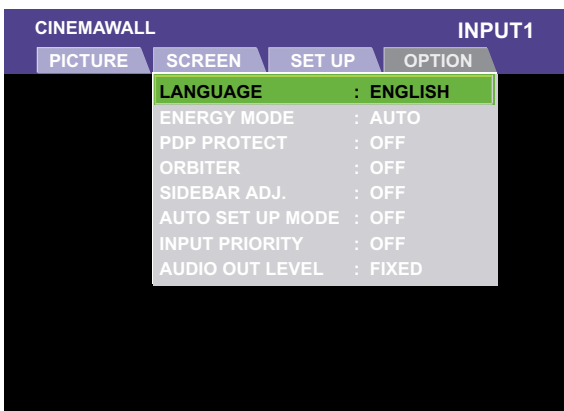 CINEMAWALL INPUT1
PICTURE SCREEN SET UP OPTION
LANGUAGE : ENGLISH
ENERGY MODE : AUTO
PDP PROTECT : OFF
ORBITER : OFF
SIDEBAR ADJ. : OFF
AUTO SET UP MODE : OFF
INPUT PRIORITY : OFF
AUDIO OUT LEVEL : FIXED